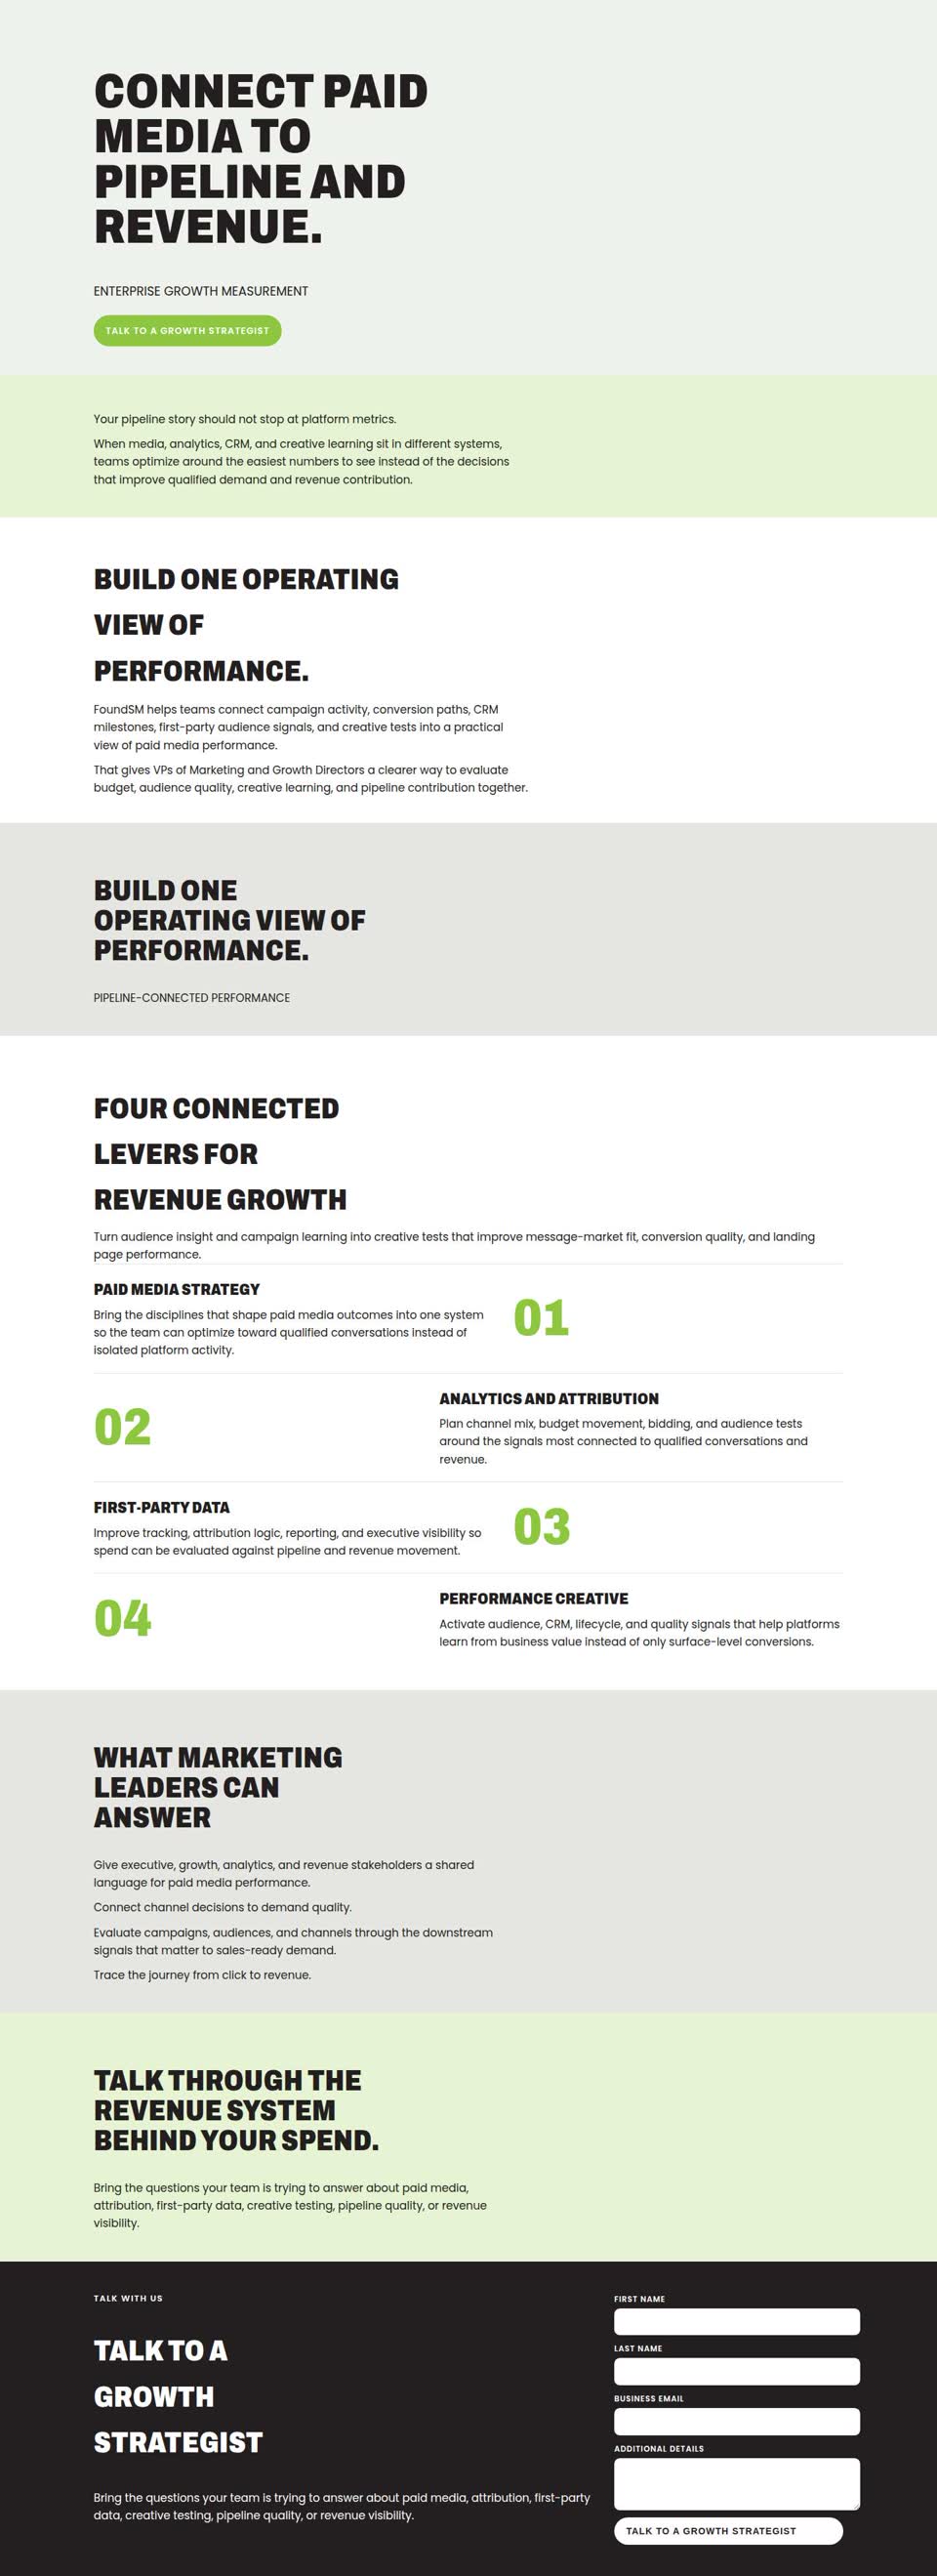 CONNECT PAID
MEDIA TO
PIPELINE AND
REVENUE.
ENTERPRISE GROWTH MEASUREMENT
TALK TO A GROWTH STRATEGIST
Your pipeline story should not stop at platform metrics.
When media, analytics, CRM, and creative learning sit in different systems,
teams optimize around the easiest numbers to see instead of the decisions
that improve qualified demand and revenue contribution.
BUILD ONE OPERATING
VIEW OF
PERFORMANCE.
FoundSM helps teams connect campaign activity, conversion paths, CRM
milestones, first-party audience signals, and creative tests into a practical
view of paid media performance.
That gives VPs of Marketing and Growth Directors a clearer way to evaluate
budget, audience quality, creative learning, and pipeline contribution together.
BUILD ONE
OPERATING VIEW OF
PERFORMANCE.
PIPELINE-CONNECTED PERFORMANCE
FOUR CONNECTED
LEVERS FOR
REVENUE GROWTH
Turn audience insight and campaign learning into creative tests that improve message-market fit, conversion quality, and landing
page performance.
PAID MEDIA STRATEGY
Bring the disciplines that shape paid media outcomes into one system
so the team can optimize toward qualified conversations instead of
isolated platform activity.
01
02
ANALYTICS AND ATTRIBUTION
Plan channel mix, budget movement, bidding, and audience tests
around the signals most connected to qualified conversations and
revenue.
FIRST-PARTY DATA
Improve tracking, attribution logic, reporting, and executive visibility so
spend can be evaluated against pipeline and revenue movement.
03
04
PERFORMANCE CREATIVE
Activate audience, CRM, lifecycle, and quality signals that help platforms
learn from business value instead of only surface-level conversions.
WHAT MARKETING
LEADERS CAN
ANSWER
Give executive, growth, analytics, and revenue stakeholders a shared
language for paid media performance.
Connect channel decisions to demand quality.
Evaluate campaigns, audiences, and channels through the downstream
signals that matter to sales-ready demand.
Trace the journey from click to revenue.
TALK THROUGH THE
REVENUE SYSTEM
BEHIND YOUR SPEND.
Bring the questions your team is trying to answer about paid media,
attribution, first-party data, creative testing, pipeline quality, or revenue
visibility.
TALK WITH US
TALK TO A
GROWTH
STRATEGIST
Bring the questions your team is trying to answer about paid media, attribution, first-party
data, creative testing, pipeline quality, or revenue visibility.
FIRST NAME
LAST NAME
BUSINESS EMAIL
ADDITIONAL DETAILS
TALK TO A GROWTH STRATEGIST